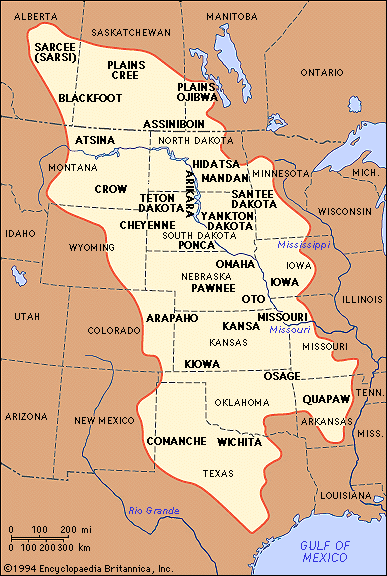 ALBERTA
SASKATCHEWAN
MANITOBA
SARCEE
(SARSI)
PLAINS
CREE
ONTARIO
BLACKFOOT
PLAINS
OJIBWA
ASSINIBOIN
ATSINA
NORTH DAKOTA
HIDATSA
MONTANA
MANDAN
MINNESOTA
MICH.
CROW
ARIKARA
TETON
DAKOTA
SANTEE
DAKOTA
WISCONSIN
CHEYENNE
YANKTON
DAKOTA
IDAHO
SOUTH DAKOTA
WYOMING
PONCA
Mississippi
OMAHA
IOWA
NEBRASKA
PAWNEE
IOWA
OTO
ILLINOIS
UTAH
ARAPAHO
MISSOURI
COLORADO
KANSA
Missouri
KANSAS
MISSOURI
KIOWA
OSAGE
TENN.
OKLAHOMA
QUAPAW
ARIZONA
NEW MEXICO
ARKANSAS
MISS.
COMANCHE
WICHITA
TEXAS
LOUISIANA
Rio Grande
0 100 200 mi
0 100 200 300 km
GULF OF
MEXICO
©1994 Encyclopaedia Britannica, Inc.